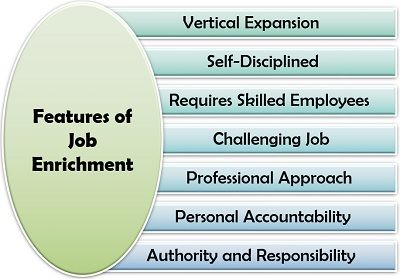 Features of
Job
Enrichment
Vertical Expansion
Self-Disciplined
Requires Skilled Employees
Challenging Job
Professional Approach
Personal Accountability
Authority and Responsibility